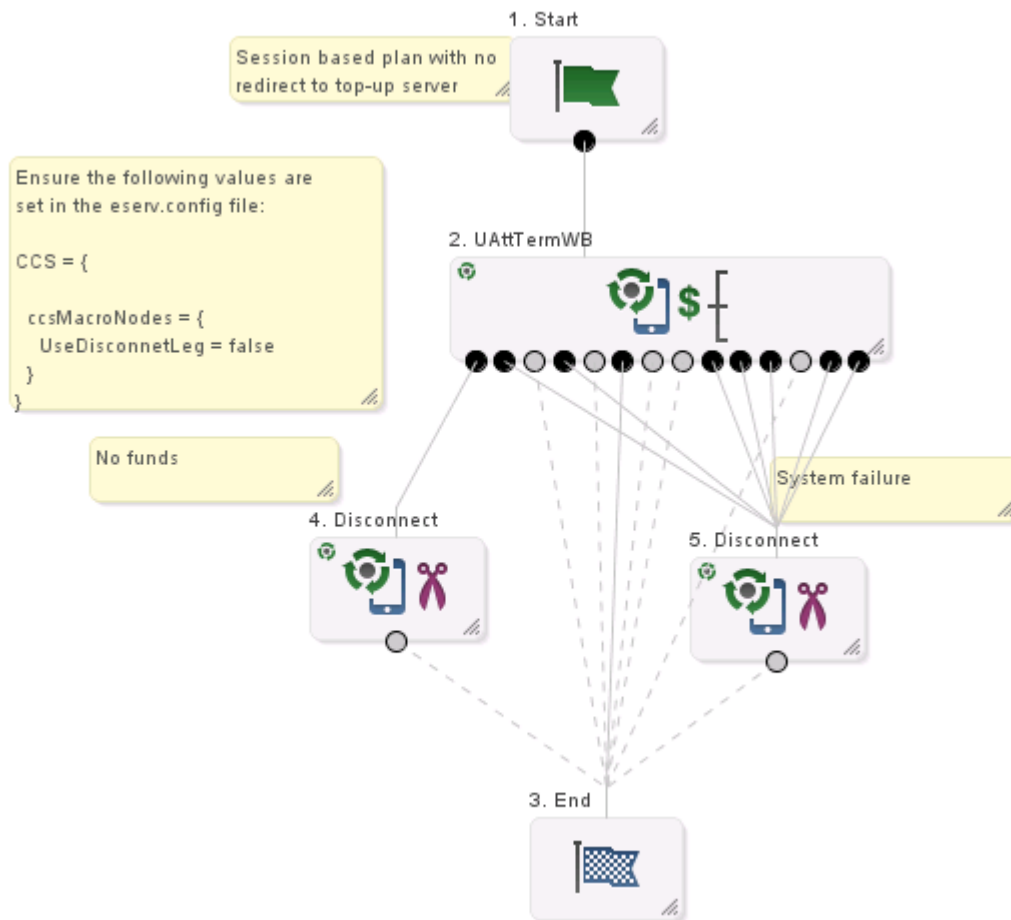 1. Start
Session based plan with no
redirect to top-up server
Ensure the following values are
set in the eserv.config file:
CCS = {
ccsMacroNodes = {
UseDisconnetLeg = false
}
}
2. UAttTermWB
$
No funds
System failure
4. Disconnect
5. Disconnect
3. End